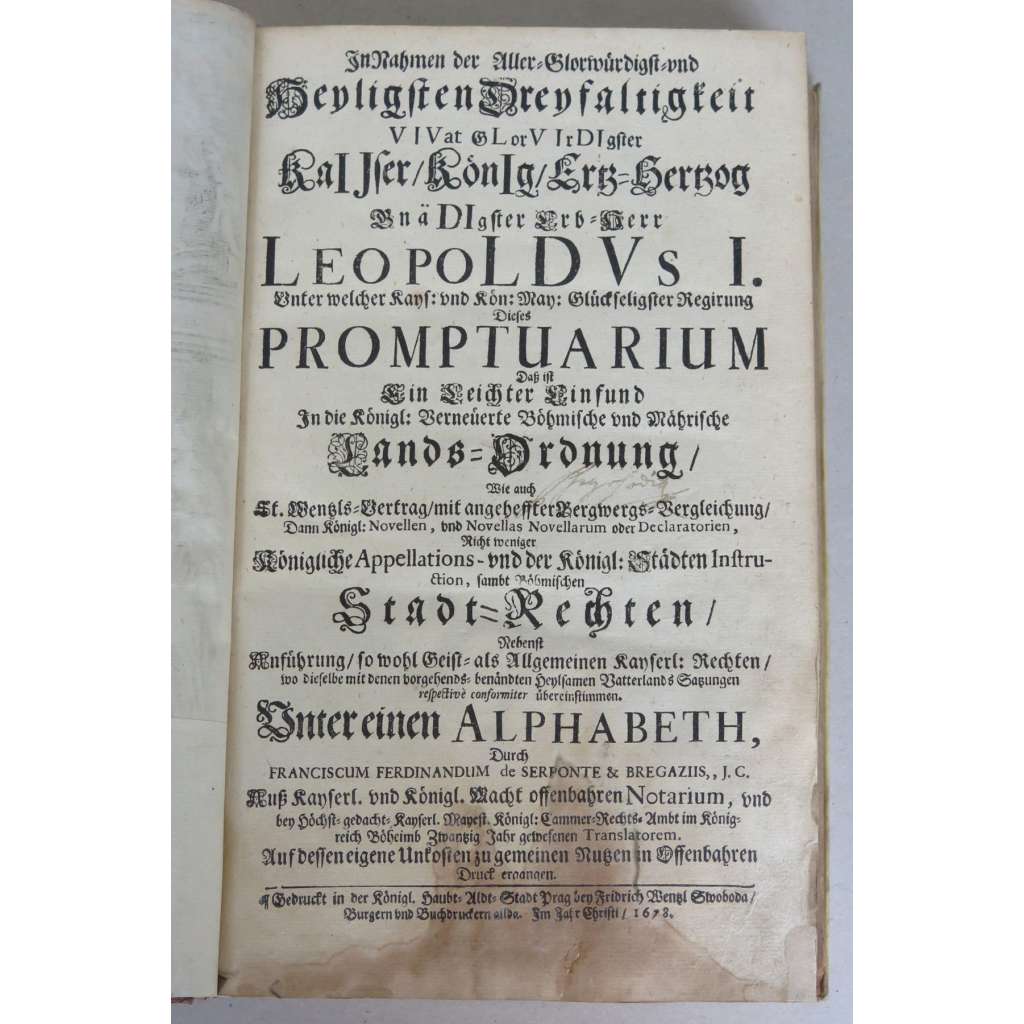 In Nahmen der Aller-Glorwürdigst-vnd
Heyligsten Dreyfaltigkeit
VIVat GLorVIrDIgster
KaIJser/KönIg/Ertz-Hertzog
GnäDIgster Erb-Herr
LEOPOLDVs I.
Vnter welcher Kays: vnd Kön: May: Glückseligster Regirung
Dieses
PROMPTUARIUM
Daß ist
Ein Leichter Einfund
In die Königl: Verneüerte Böhmische vnd Mährische
Lands-Ordnung/
Wie auch
St. Wentzls-Vertrag/mit angeheffter Bergwergs-Vergleichung/
Dann Königl: Novellen, vnd Novellas Novellarum oder Declaratorien,
Nicht weniger
Königliche Appellations-vnd der Königl: Städten Instru-
ction, sambt Böhmischen
Stadt-Rechten/
Nebenst
Anführung/so wohl Geist-als Allgemeinen Kayserl: Rechten/
wo dieselbe mit denen vorgehends-benändten Heylsamen Vatterlands Satzungen
respectivè conformiter übereinstimmen.
Unter einen ALPHABETH,
Durch
FRANCISCUM FERDINANDUM de SERPONTE & BREGAZIIS,, J. C.
Auß Kayserl. vnd Königl. Macht offenbahren Notarium, vnd
bey Höchst-gedacht-Kayserl. Mayest. Königl: Cammer-Rechts-Ambt im König-
reich Böheimb Zwantzig Jahr gewesenen Translatorem.
Auf dessen eigene Unkosten zu gemeinen Nutzen in Offenbahren
Druck ergangen.
Gedruckt in der Königl. Haubt-Aldt-Stadt Prag bey Fridrich Wentzl Swoboda/
Burgern vnd Buchdruckern allda. Im Jahr Christi/ 1678.